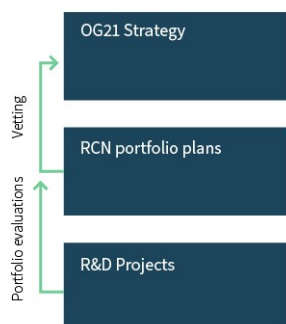 OG21 Strategy
Vetting
RCN portfolio plans
Portfolio evaluations
R&D Projects